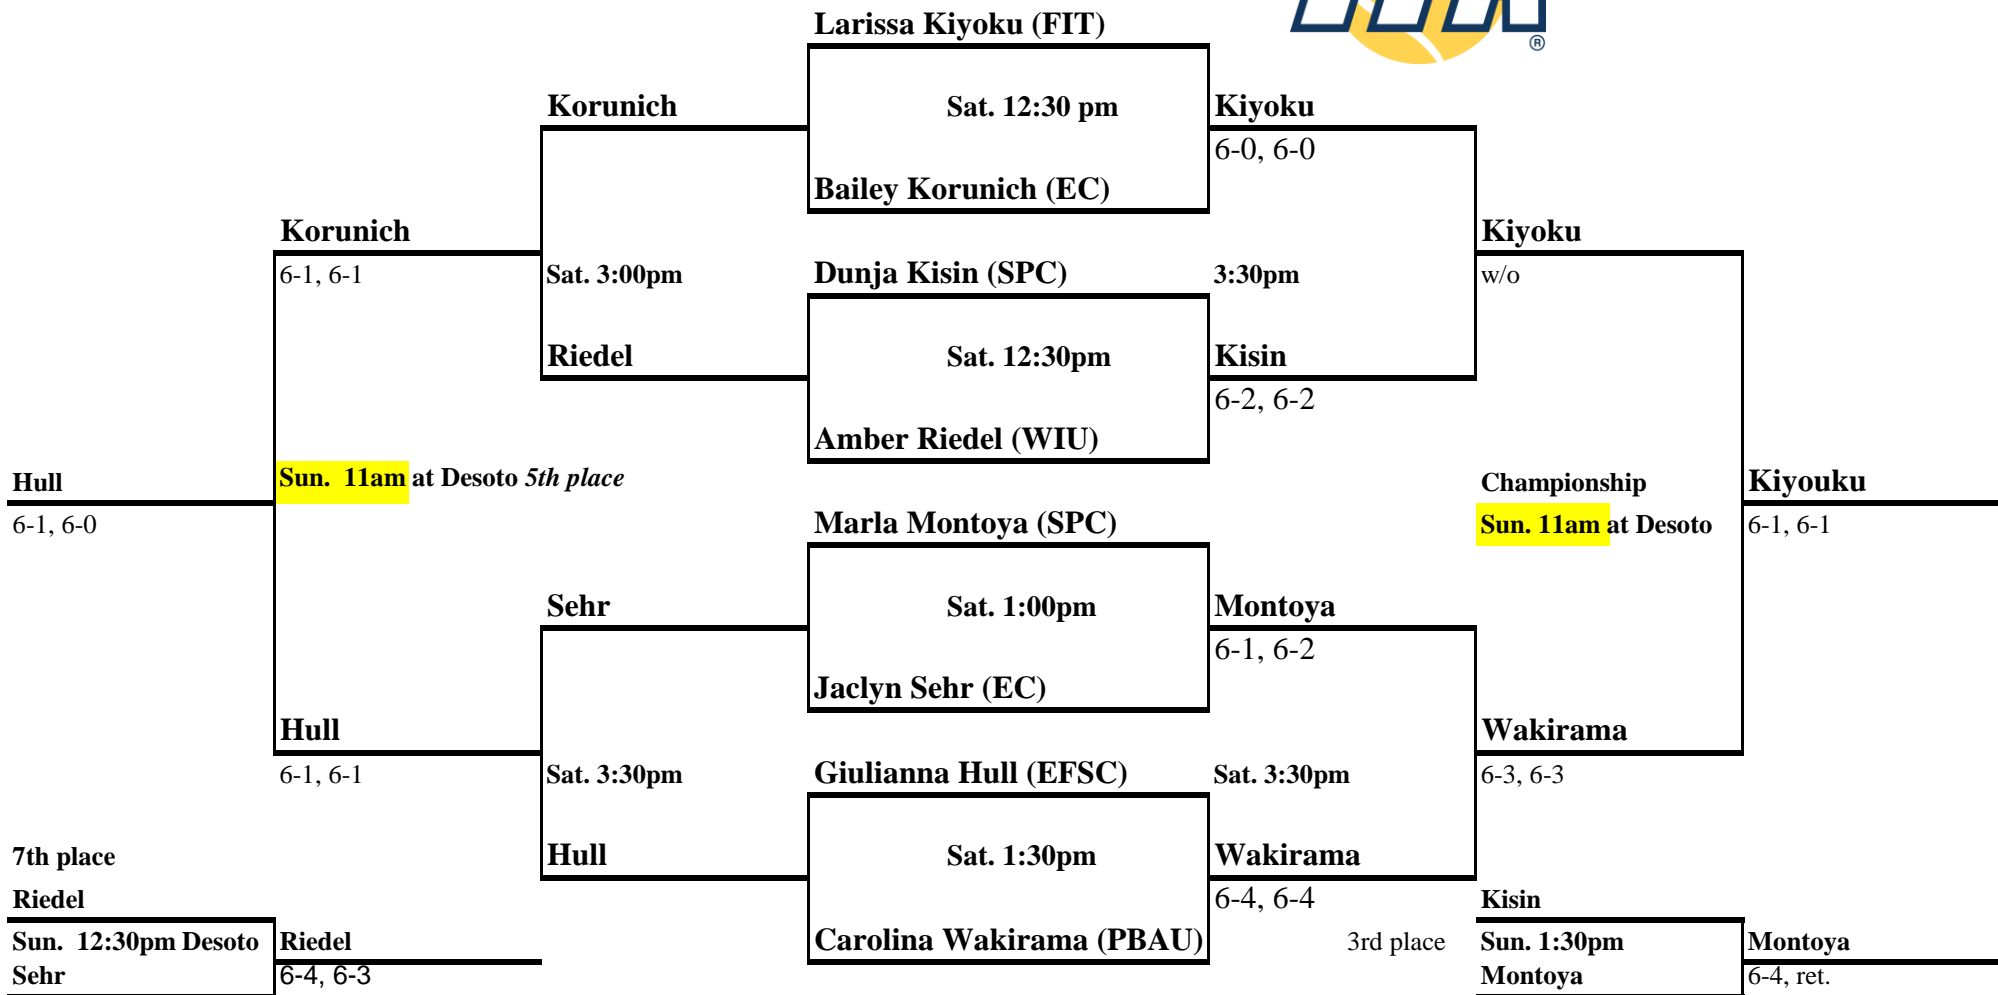 Larissa Kiyoku (FIT)
®
Korunich
Sat. 12:30 pm
Kiyoku
6-0, 6-0
Bailey Korunich (EC)
Korunich
Kiyoku
6-1, 6-1
Sat. 3:00pm
Dunja Kisin (SPC)
3:30pm
w/o
Riedel
Sat. 12:30pm
Kisin
6-2, 6-2
Amber Riedel (WIU)
Hull
Sun. 11am at Desoto 5th place
Championship
Kiyouku
6-1, 6-0
Marla Montoya (SPC)
Sun. 11am at Desoto
6-1, 6-1
Sehr
Sat. 1:00pm
Montoya
6-1, 6-2
Jaclyn Sehr (EC)
Hull
Wakirama
6-1, 6-1
Sat. 3:30pm
Giulianna Hull (EFSC)
Sat. 3:30pm
6-3, 6-3
7th place
Hull
Sat. 1:30pm
Wakirama
Riedel
6-4, 6-4
Kisin
Sun. 12:30pm Desoto
Riedel
Carolina Wakirama (PBAU)
3rd place
Sun. 1:30pm
Montoya
Sehr
6-4, 6-3
Montoya
6-4, ret.